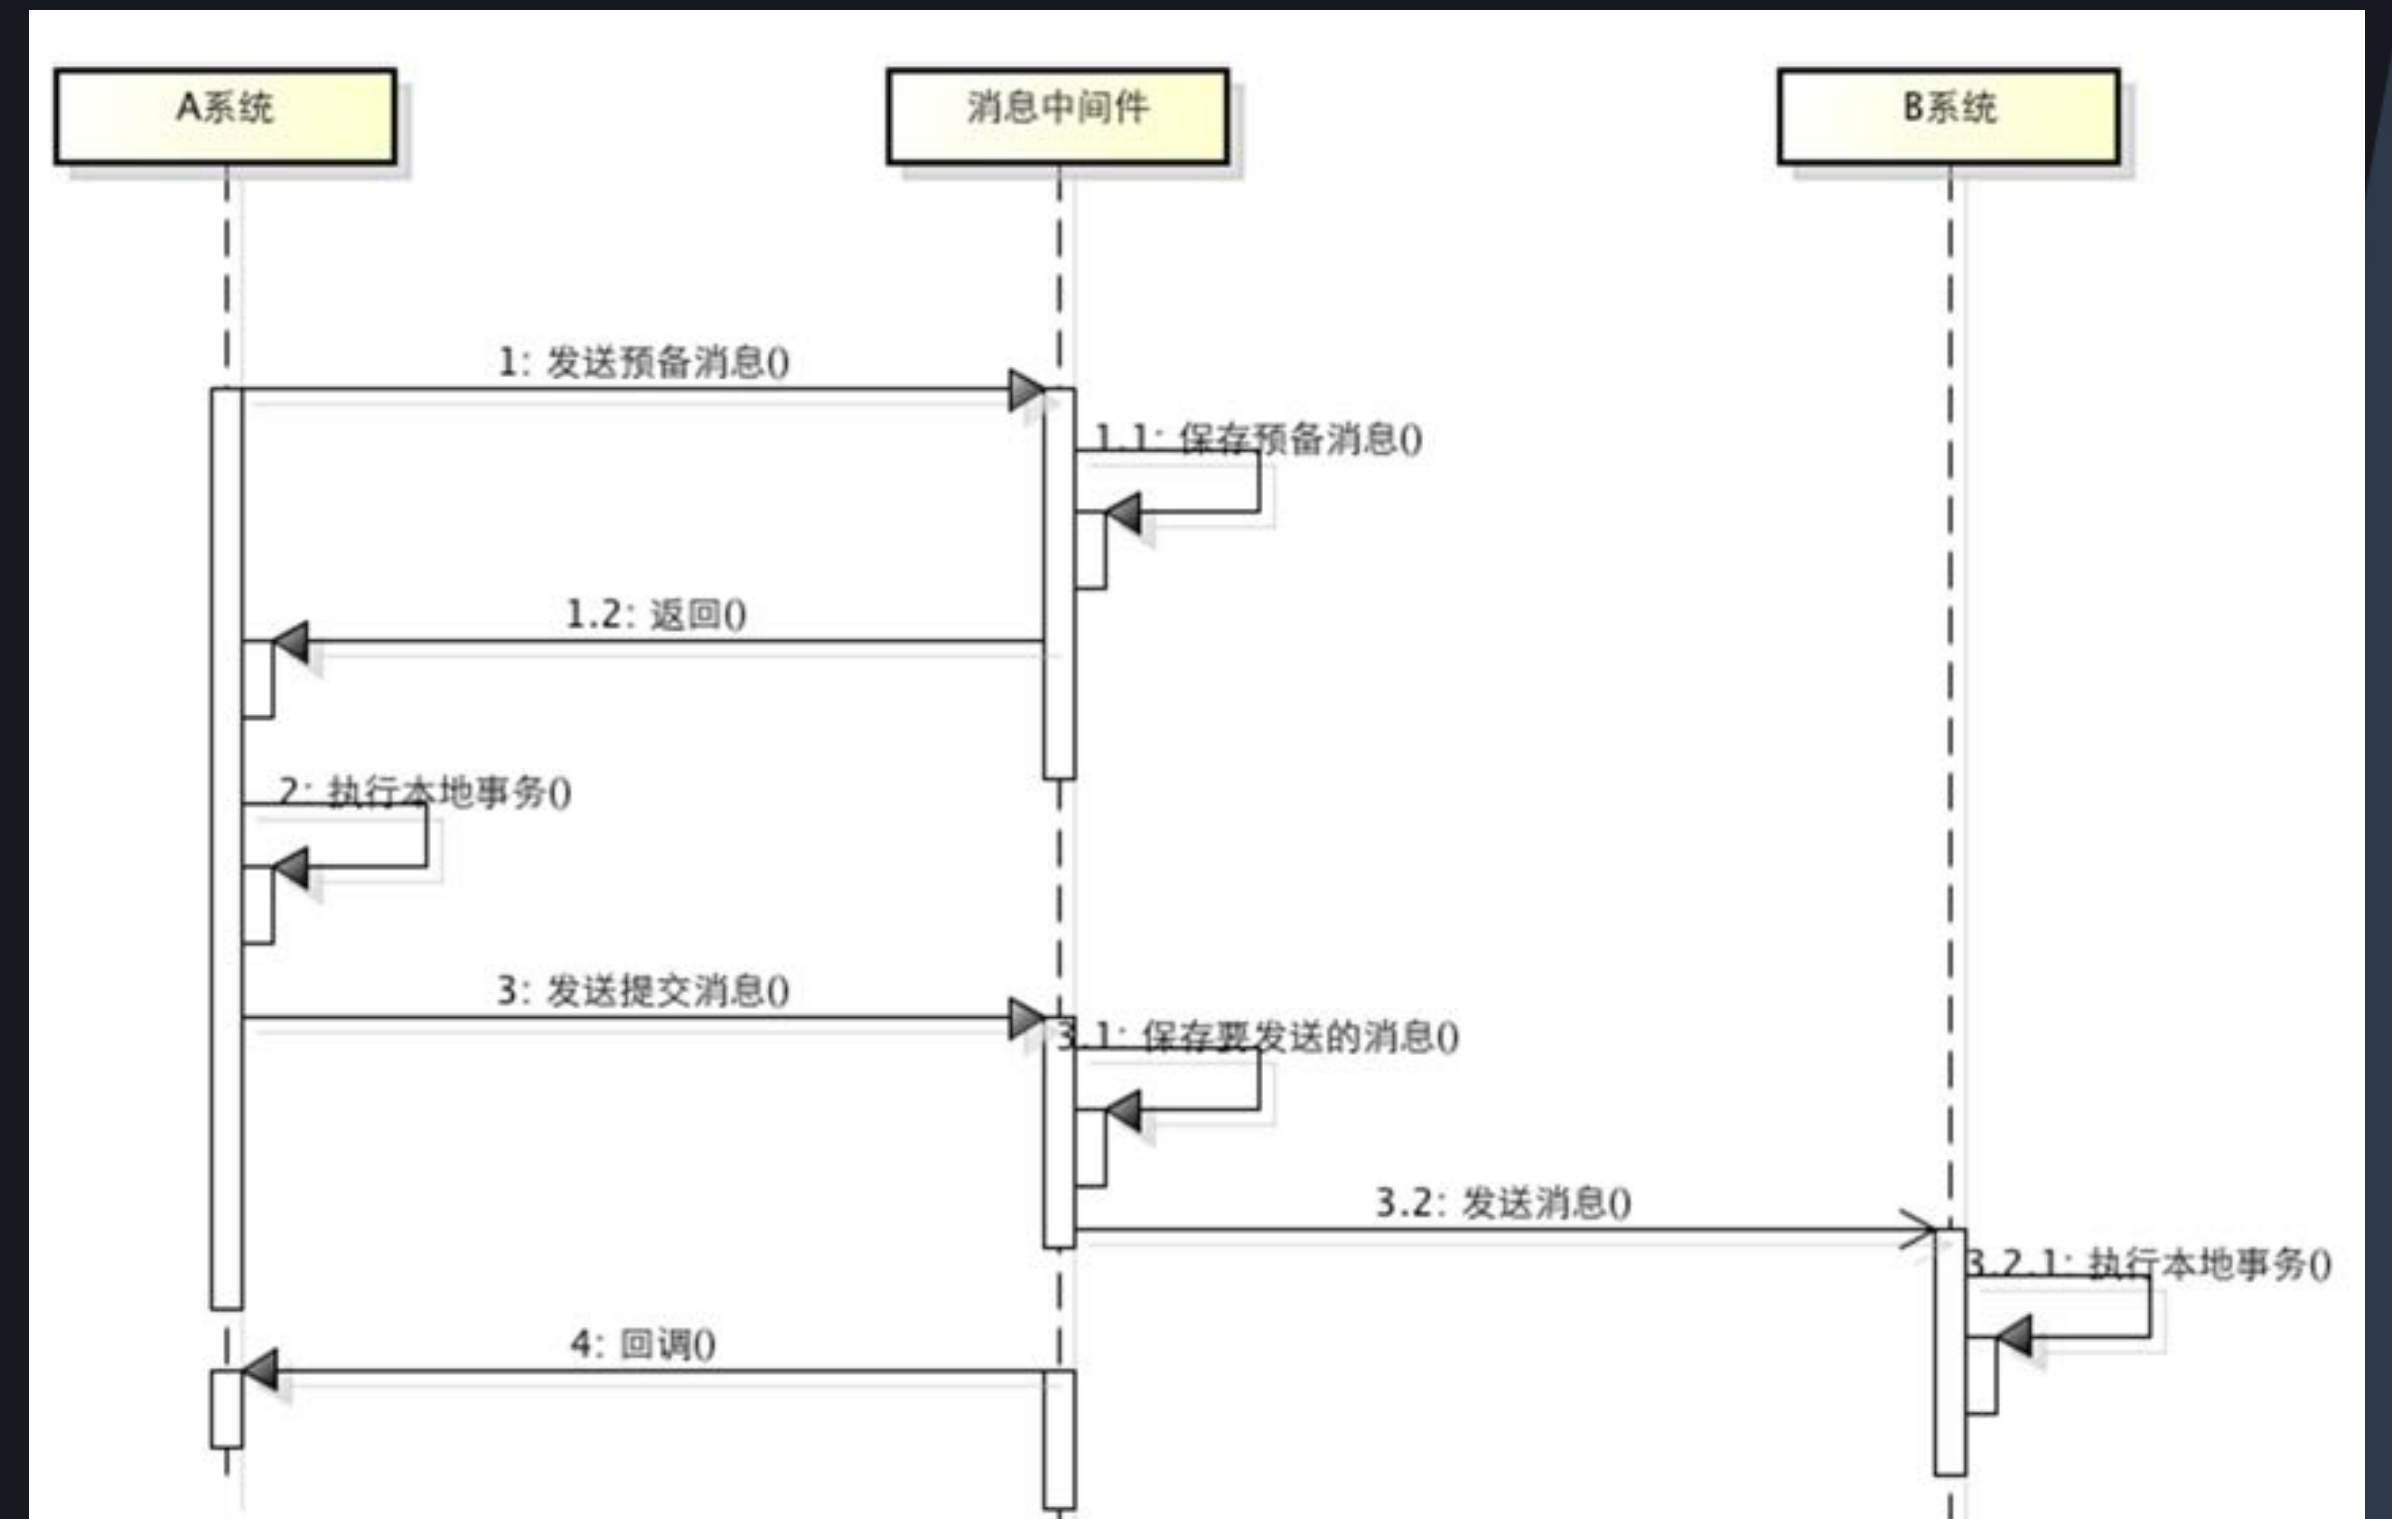 A系统
消息中间件
B系统
1: 发送预备消息()
1.1: 保存预备消息()
1.2: 返回()
2: 执行本地事务()
3: 发送提交消息()
3.1: 保存要发送的消息()
3.2: 发送消息()
3.2.1: 执行本地事务()
4: 回调()